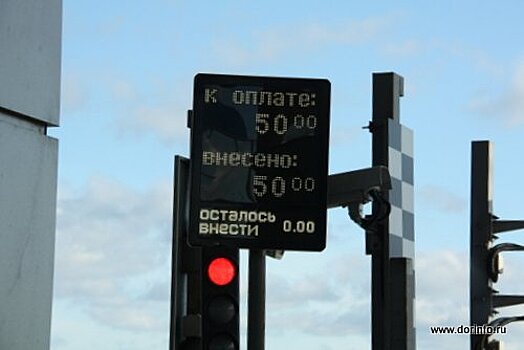 к оплате:
50 00
внесено:
50 00
осталось
внести 0.00
www.dorinfo.ru